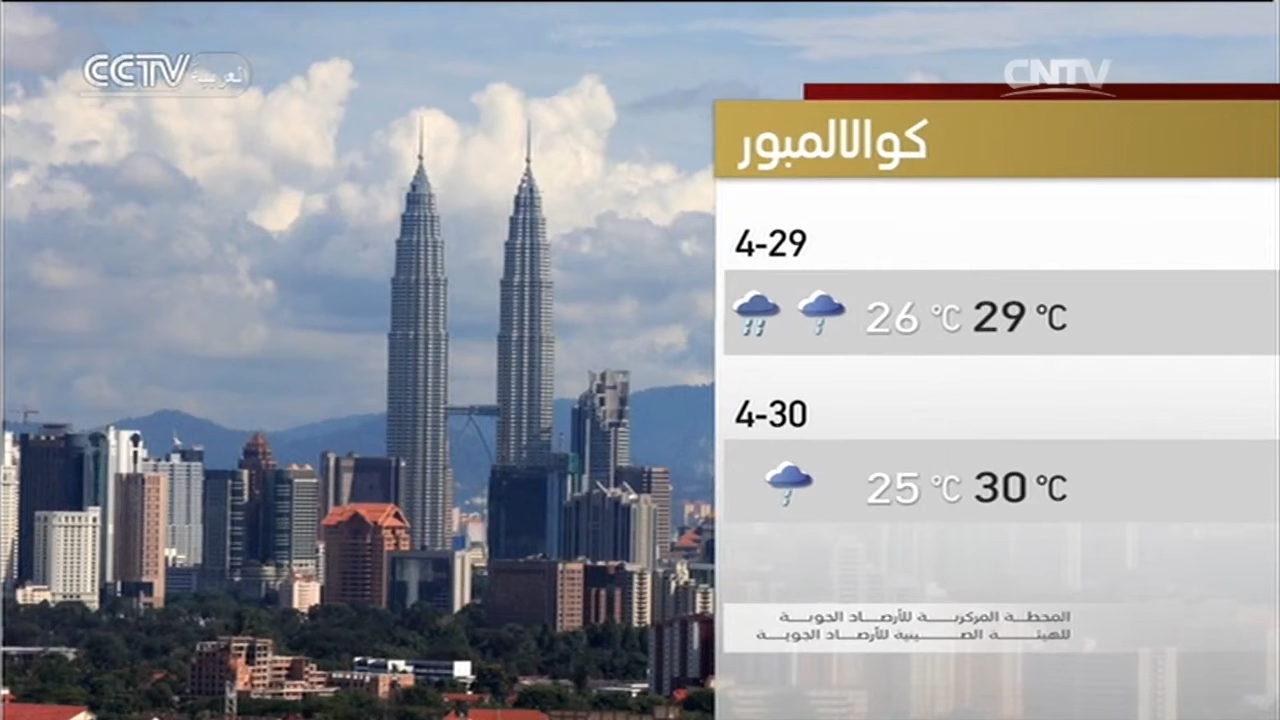 CCTV العربية
CNTV
كوالالمبور
4-29
26 °C 29 °C
4-30
25 °C 30 °C
المحطة المركزية للأرصاد الجوية
للهيئة الصينية للأرصاد الجوية